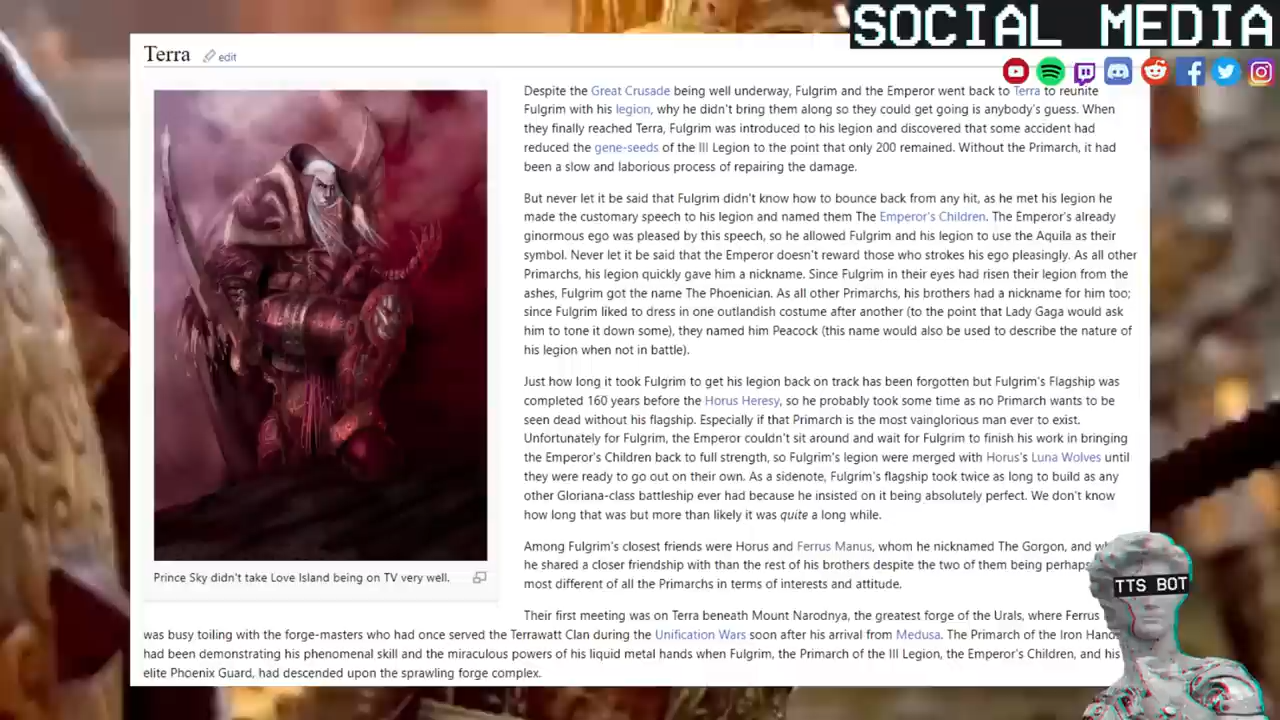 SOCIAL MEDIA
Terra edit
Despite the Great Crusade being well underway, Fulgrim and the Emperor went back to Terra to reunite
Fulgrim with his legion, why he didn't bring them along so they could get going is anybody's guess. When
they finally reached Terra, Fulgrim was introduced to his legion and discovered that some accident had
reduced the gene-seeds of the III Legion to the point that only 200 remained. Without the Primarch, it had
been a slow and laborious process of repairing the damage.
But never let it be said that Fulgrim didn't know how to bounce back from any hit, as he met his legion he
made the customary speech to his legion and named them The Emperor's Children. The Emperor's already
ginormous ego was pleased by this speech, so he allowed Fulgrim and his legion to use the Aquila as their
symbol. Never let it be said that the Emperor doesn't reward those who strokes his ego pleasingly. As all other
Primarchs, his legion quickly gave him a nickname. Since Fulgrim in their eyes had risen their legion from the
ashes, Fulgrim got the name The Phoenician. As all other Primarchs, his brothers had a nickname for him too;
since Fulgrim liked to dress in one outlandish costume after another (to the point that Lady Gaga would ask
him to tone it down some), they named him Peacock (this name would also be used to describe the nature of
his legion when not in battle).
Just how long it took Fulgrim to get his legion back on track has been forgotten but Fulgrim's Flagship was
completed 160 years before the Horus Heresy, so he probably took some time as no Primarch wants to be
seen dead without his flagship. Especially if that Primarch is the most vainglorious man ever to exist.
Unfortunately for Fulgrim, the Emperor couldn't sit around and wait for Fulgrim to finish his work in bringing
the Emperor's Children back to full strength, so Fulgrim's legion were merged with Horus's Luna Wolves until
they were ready to go out on their own. As a sidenote, Fulgrim's flagship took twice as long to build as any
other Gloriana-class battleship ever had because he insisted on it being absolutely perfect. We don't know
how long that was but more than likely it was quite a long while.
Among Fulgrim's closest friends were Horus and Ferrus Manus, whom he nicknamed The Gorgon, and
he shared a closer friendship with than the rest of his brothers despite the two of them being perhaps
most different of all the Primarchs in terms of interests and attitude.
Prince Sky didn't take Love Island being on TV very well.
Their first meeting was on Terra beneath Mount Narodnya, the greatest forge of the Urals, where Ferrus
was busy toiling with the forge-masters who had once served the Terrawatt Clan during the Unification Wars soon after his arrival from Medusa. The Primarch of the Iron Hands
had been demonstrating his phenomenal skill and the miraculous powers of his liquid metal hands when Fulgrim, the Primarch of the III Legion, the Emperor's Children, and his
elite Phoenix Guard, had descended upon the sprawling forge complex.
TTS BOT